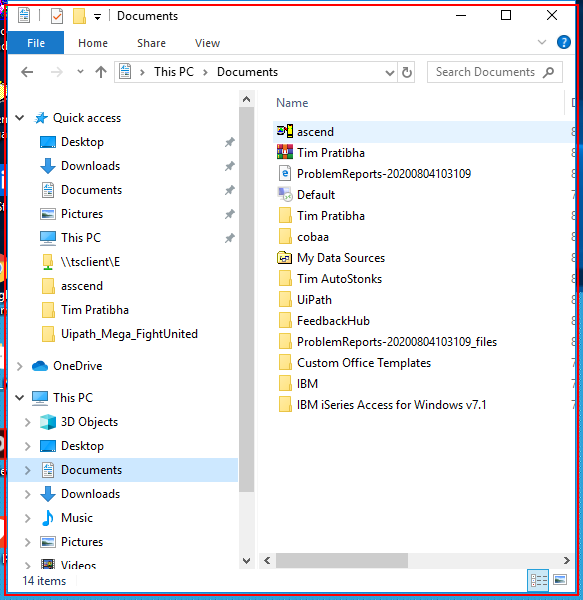 Documents
File Home Share View
This PC Documents Search Documents
Quick access
Desktop
Downloads
Documents
Pictures
This PC
\\tsclient\E
asscend
Tim Pratibha
Uipath_Mega_FightUnited
OneDrive
This PC
3D Objects
Desktop
Documents
Downloads
Music
Pictures
Videos
Name
ascend
Tim Pratibha
ProblemReports-20200804103109
Default
Tim Pratibha
cobaa
My Data Sources
Tim AutoStonks
UiPath
FeedbackHub
ProblemReports-20200804103109_files
Custom Office Templates
IBM
IBM iSeries Access for Windows v7.1
14 items